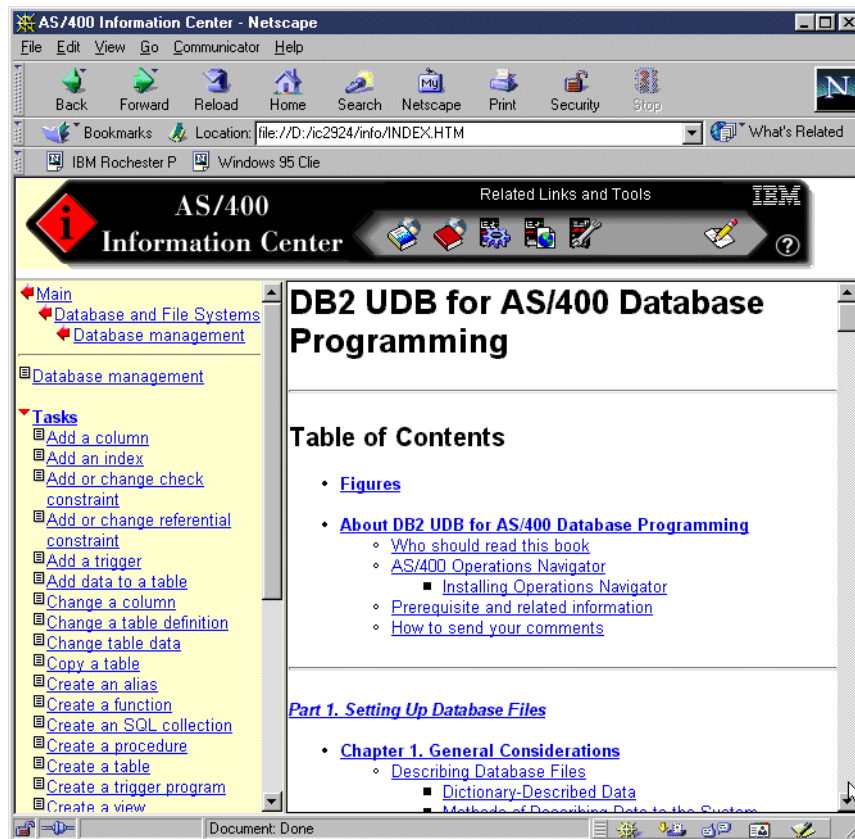 AS/400 Information Center - Netscape
File Edit View Go Communicator Help
Back Forward Reload Home Search Netscape Print Security Stop
My
N
Bookmarks Location: file:///D:/ic2924/info/INDEX.HTM What's Related
IBM Rochester P Windows 95 Clie
i
AS/400
Information Center
Related Links and Tools
IBM
?
Main
Database and File Systems
Database management
Database management
Tasks
Add a column
Add an index
Add or change check
constraint
Add or change referential
constraint
Add a trigger
Add data to a table
Change a column
Change a table definition
Change table data
Copy a table
Create an alias
Create a function
Create an SQL collection
Create a procedure
Create a table
Create a trigger program
Create a view
DB2 UDB for AS/400 Database
Programming
Table of Contents
Figures
About DB2 UDB for AS/400 Database Programming
Who should read this book
AS/400 Operations Navigator
Installing Operations Navigator
Prerequisite and related information
How to send your comments
Part 1. Setting Up Database Files
Chapter 1. General Considerations
Describing Database Files
Dictionary-Described Data
Methods of Describing Data to the System
Document: Done